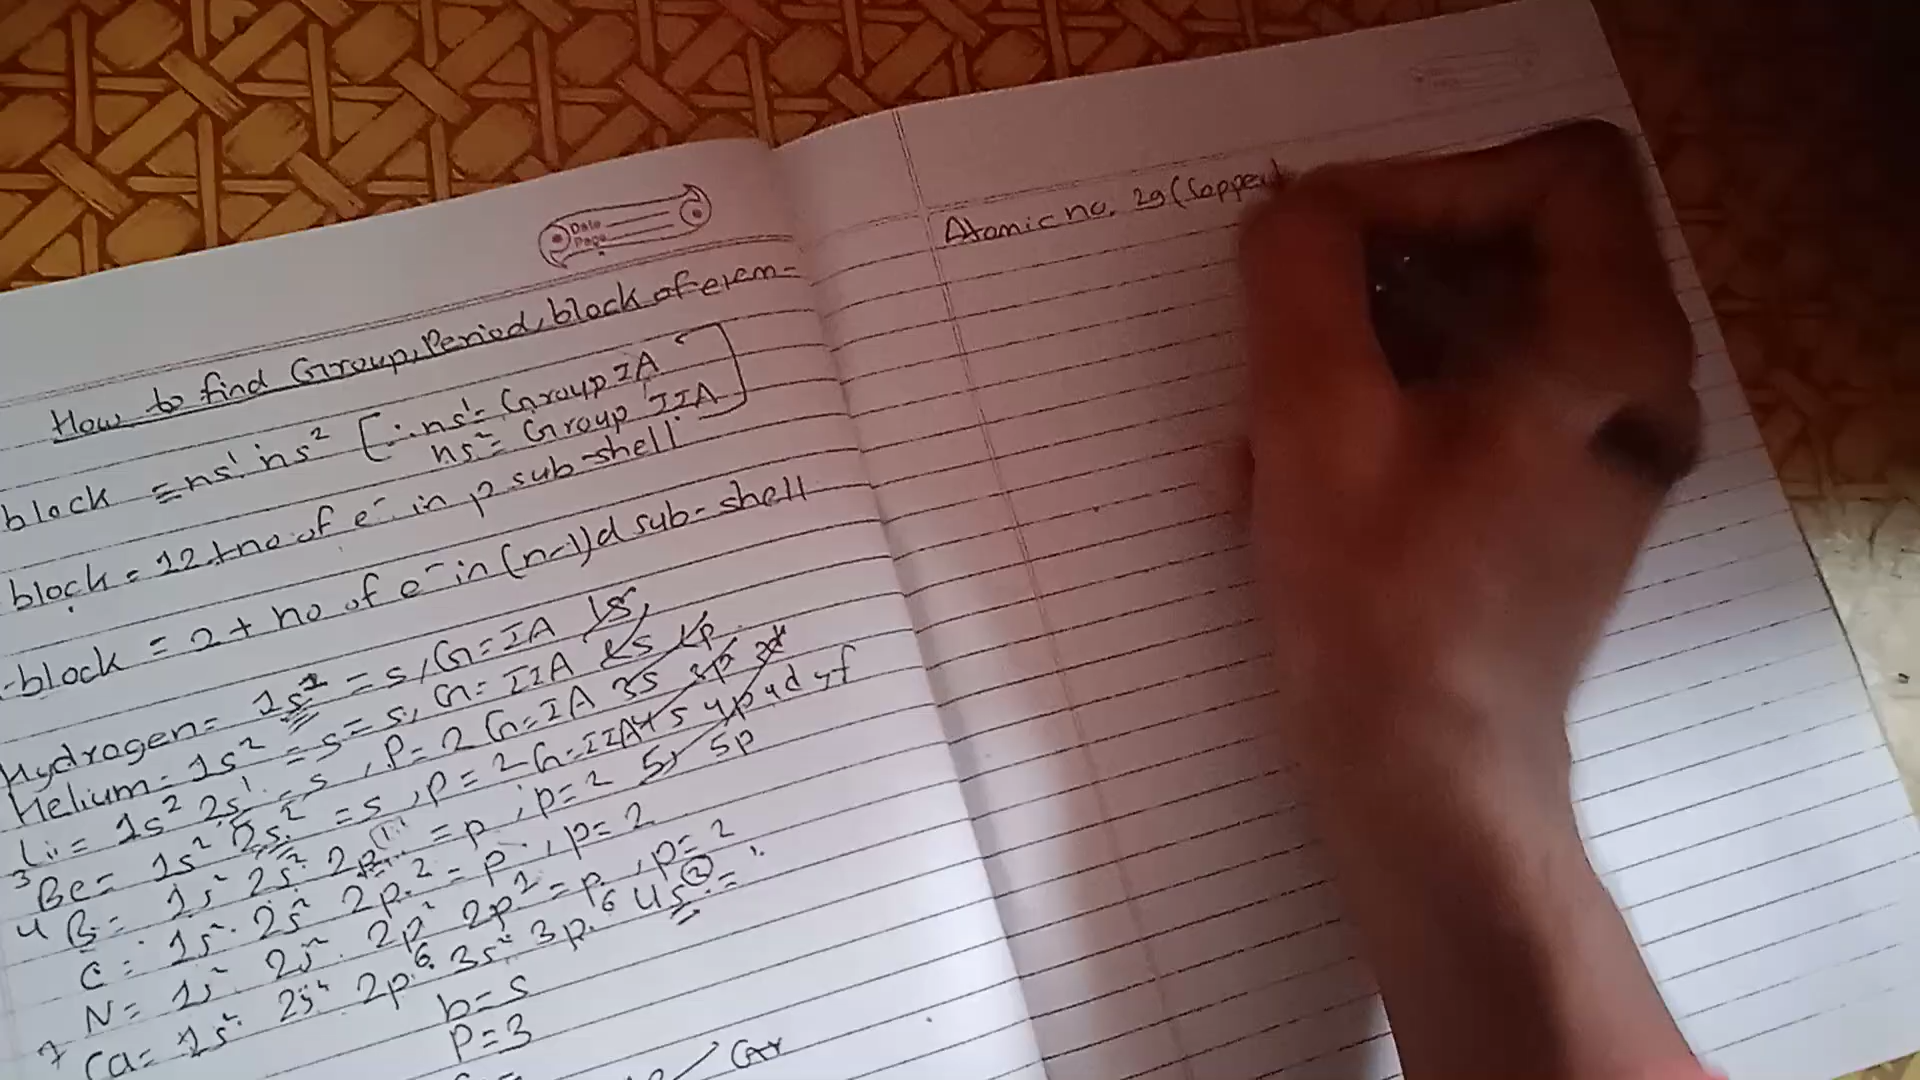 Date
Page
How to find Group, Period, block of elem-
block = ns¹ ns² [∴ ns¹ = Group IA
ns² = Group IIA]
block = 12 + no of e⁻ in p sub-shell
-block = 2 + no of e⁻ in (n-1)d sub-shell
Hydrogen = 1s¹ = s, G = IA 1s
Helium = 1s² = s = s, G = IIA 2s 2p
3 Li = 1s² 2s¹ = s, P = 2 G = IA 3s 3p 3d
4 Be = 1s² 2s² = s, p = 2 G = IIA 4s 4p 4d 4f
B = 1s² 2s² 2p¹ = p, p = 2 5s 5p
C = 1s² 2s² 2p² = p, p = 2
7 N = 1s² 2s² 2p² = p, p = 2
Ca = 1s² 2s² 2p⁶ 3s² 3p⁶ 4s² =
b = s
P = 3
Atomic no. 29 (Copper)